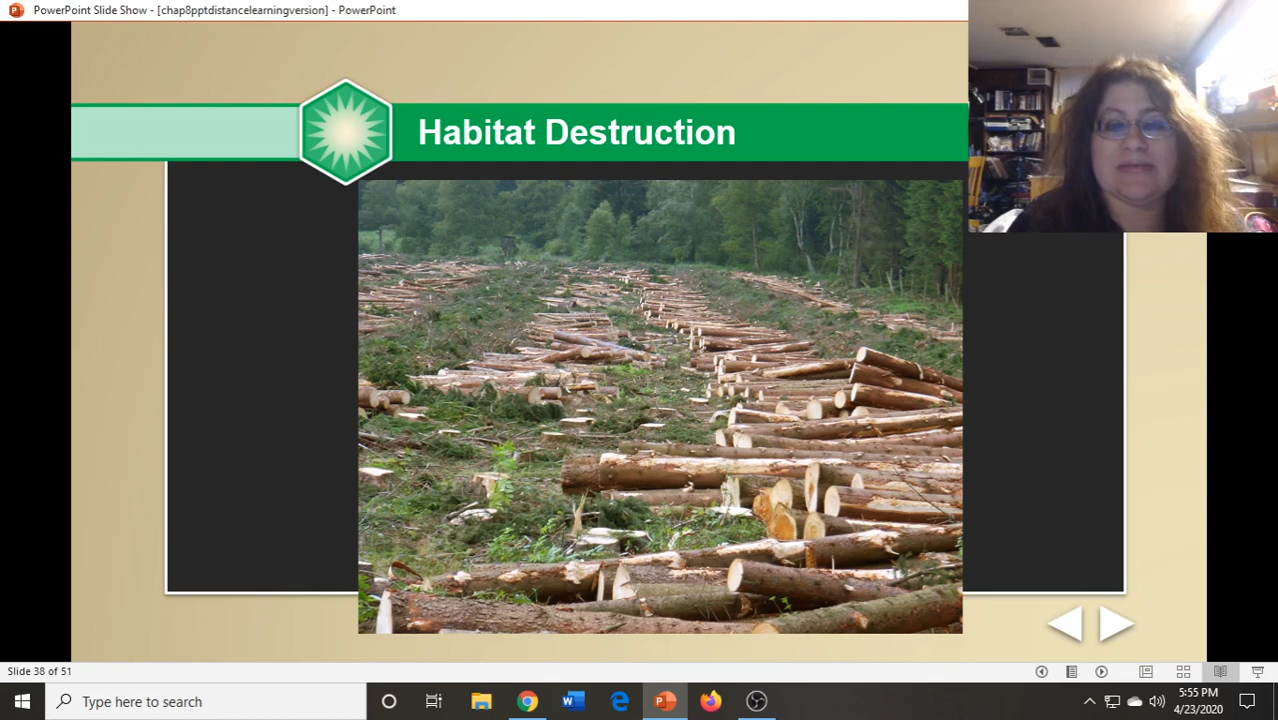 PowerPoint Slide Show - [chap8pptdistancelearningversion] - PowerPoint
Habitat Destruction
Slide 38 of 51
Type here to search
5:55 PM
4/23/2020